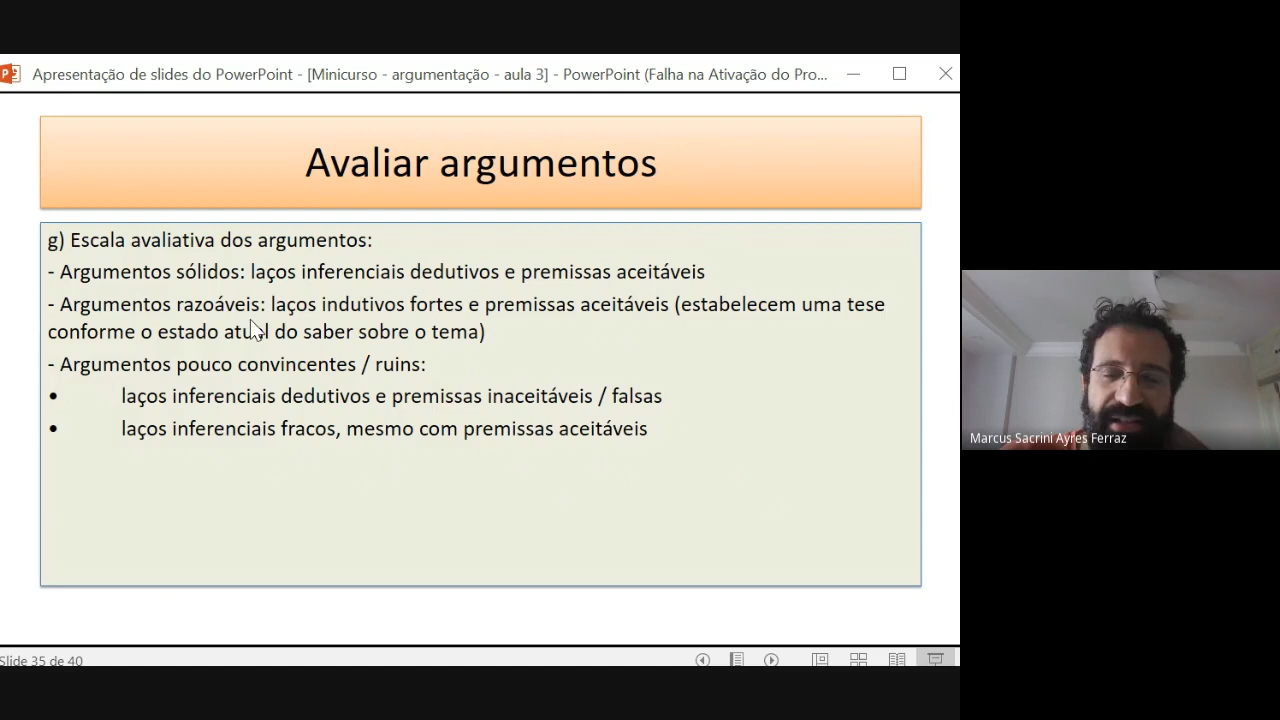 Apresentação de slides do PowerPoint - [Minicurso - argumentação - aula 3] - PowerPoint (Falha na Ativação do Pro...
Avaliar argumentos
g) Escala avaliativa dos argumentos:
- Argumentos sólidos: laços inferenciais dedutivos e premissas aceitáveis
- Argumentos razoáveis: laços indutivos fortes e premissas aceitáveis (estabelecem uma tese
conforme o estado atual do saber sobre o tema)
- Argumentos pouco convincentes / ruins:
• laços inferenciais dedutivos e premissas inaceitáveis / falsas
• laços inferenciais fracos, mesmo com premissas aceitáveis
Marcus Sacrini Ayres Ferraz
Slide 35 de 40